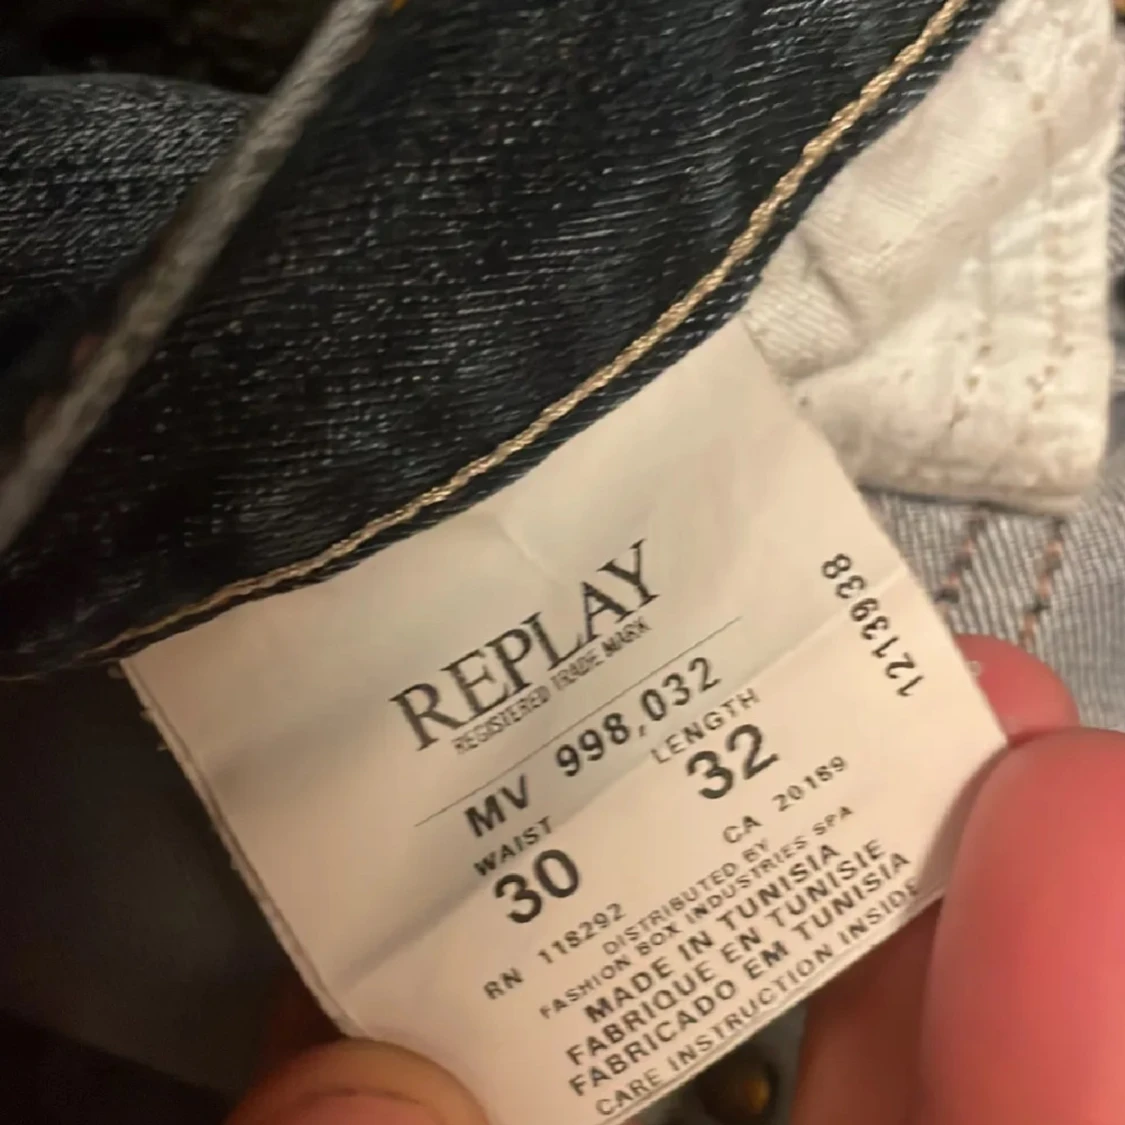 REPLAY
REGISTERED TRADE MARK
MV 998,032
WAIST LENGTH
30 32
RN 118292 CA 20189
DISTRIBUTED BY
FASHION BOX INDUSTRIES SPA
MADE IN TUNISIA
FABRIQUE EN TUNISIE
FABRICADO EM TUNISIA
CARE INSTRUCTION INSIDE
1213938